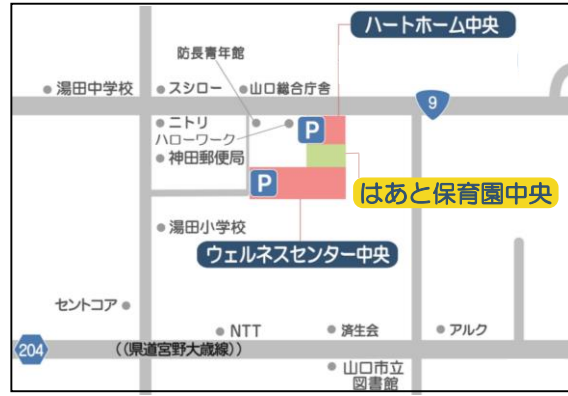 ハートホーム中央
防長青年館
湯田中学校
スシロー
山口総合庁舎
9
ニトリ
ハローワーク
P
神田郵便局
P
はあと保育園中央
湯田小学校
ウェルネスセンター中央
セントコア
NTT
済生会
アルク
204
((県道宮野大歳線))
山口市立
図書館